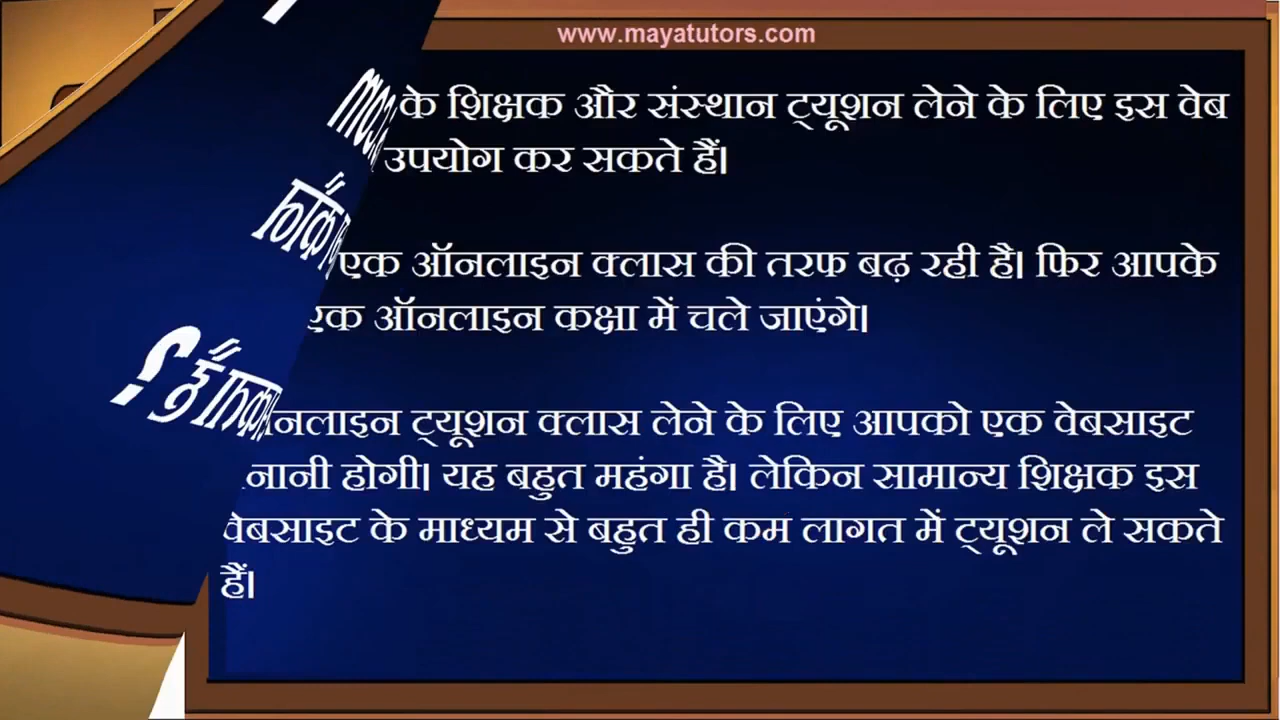 www.mayatutors.com
के शिक्षक और संस्थान ट्यूशन लेने के लिए इस वेब
उपयोग कर सकते हैं।
एक ऑनलाइन क्लास की तरफ बढ़ रही है। फिर आपके
ऑनलाइन कक्षा में चले जाएंगे।
ट्यूशन क्लास लेने के लिए आपको एक वेबसाइट
होगी। यह बहुत महंगा है। लेकिन सामान्य शिक्षक इस
वेबसाइट के माध्यम से बहुत ही कम लागत में ट्यूशन ले सकते
हैं।